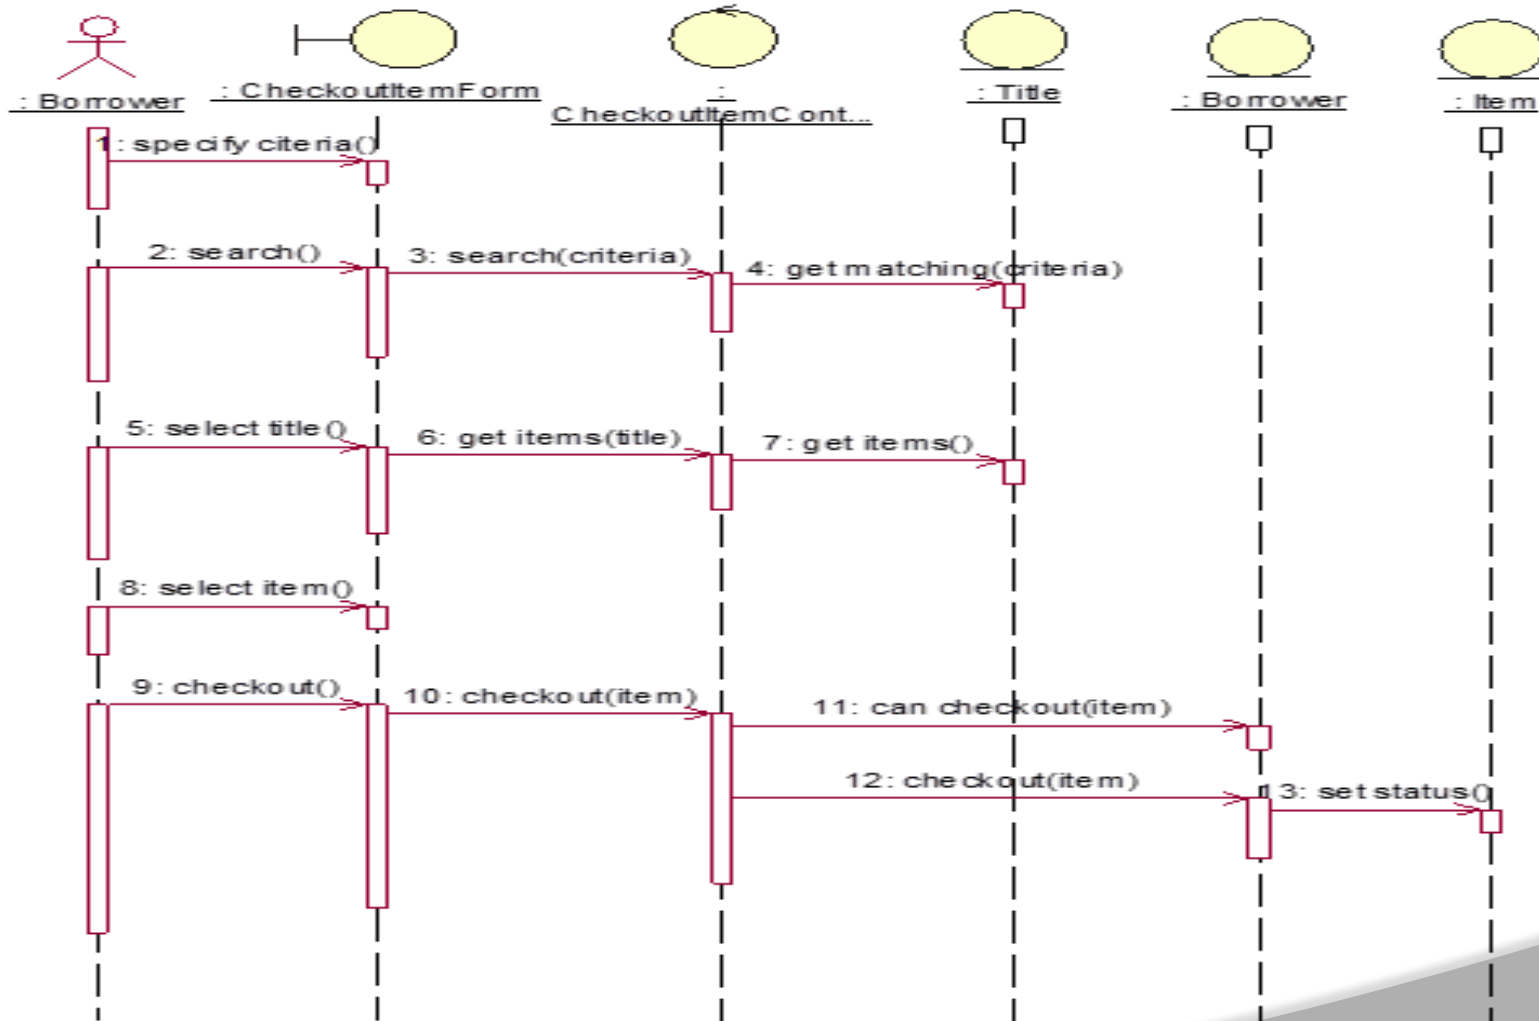 : Borrower
: CheckoutItemForm
:
CheckoutItemCont...
: Title
: Borrower
: Item
1: specify citeria()
2: search()
3: search(criteria)
4: get matching(criteria)
5: select title()
6: get items(title)
7: get items()
8: select item()
9: checkout()
10: checkout(item)
11: can checkout(item)
12: checkout(item)
13: set status()